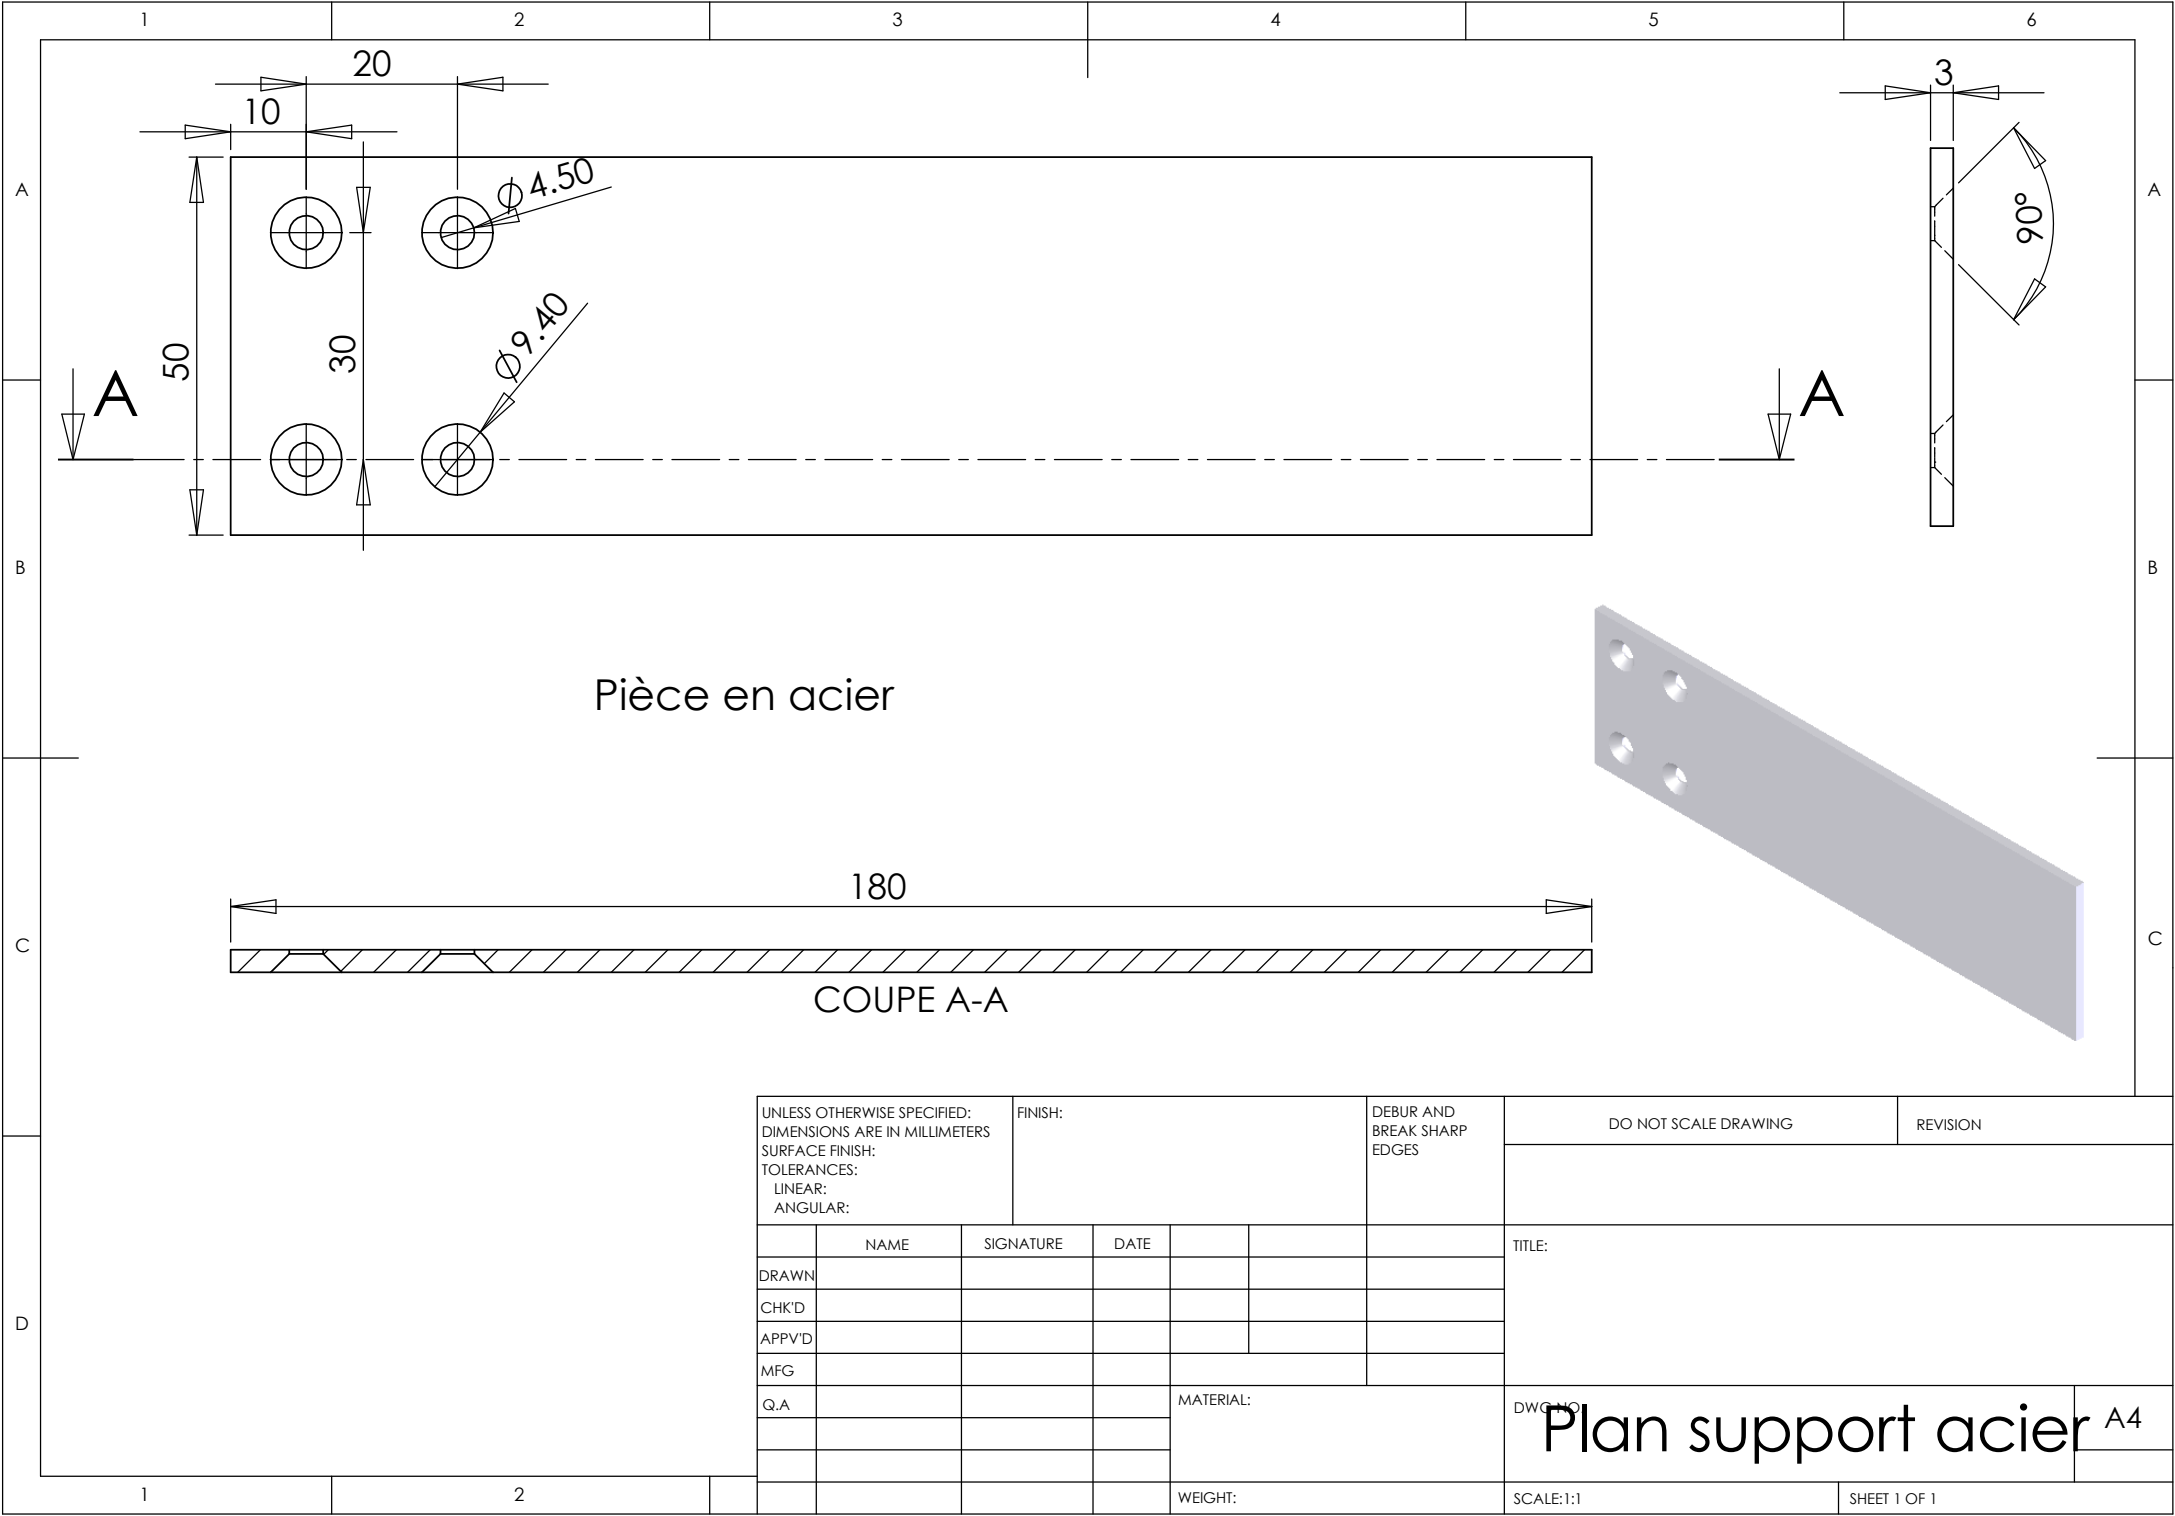 1 2 3 4 5 6
20
3
10
A A
Φ 4.50
90°
50
30
Φ9.40
A A
B B
Pièce en acier
180
C C
COUPE A-A
UNLESS OTHERWISE SPECIFIED:
DIMENSIONS ARE IN MILLIMETERS
SURFACE FINISH:
TOLERANCES:
LINEAR:
ANGULAR:
FINISH:
DEBUR AND
BREAK SHARP
EDGES
DO NOT SCALE DRAWING
REVISION
NAME SIGNATURE DATE
TITLE:
DRAWN
CHK'D
APPV'D
MFG
Q.A
D
MATERIAL:
DWG NO.
Plan support acier
A4
WEIGHT:
SCALE:1:1
SHEET 1 OF 1
1 2